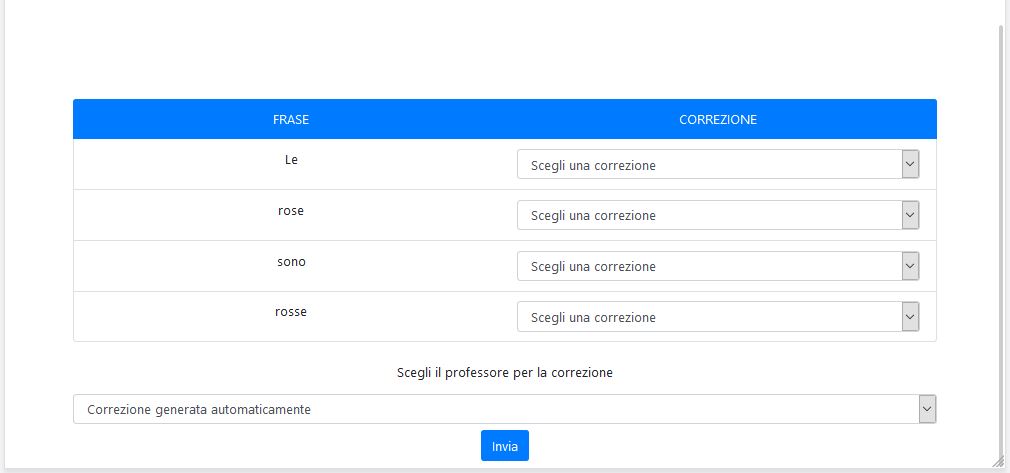 FRASE CORREZIONE
Le Scegli una correzione
rose Scegli una correzione
sono Scegli una correzione
rosse Scegli una correzione
Scegli il professore per la correzione
Correzione generata automaticamente
Invia